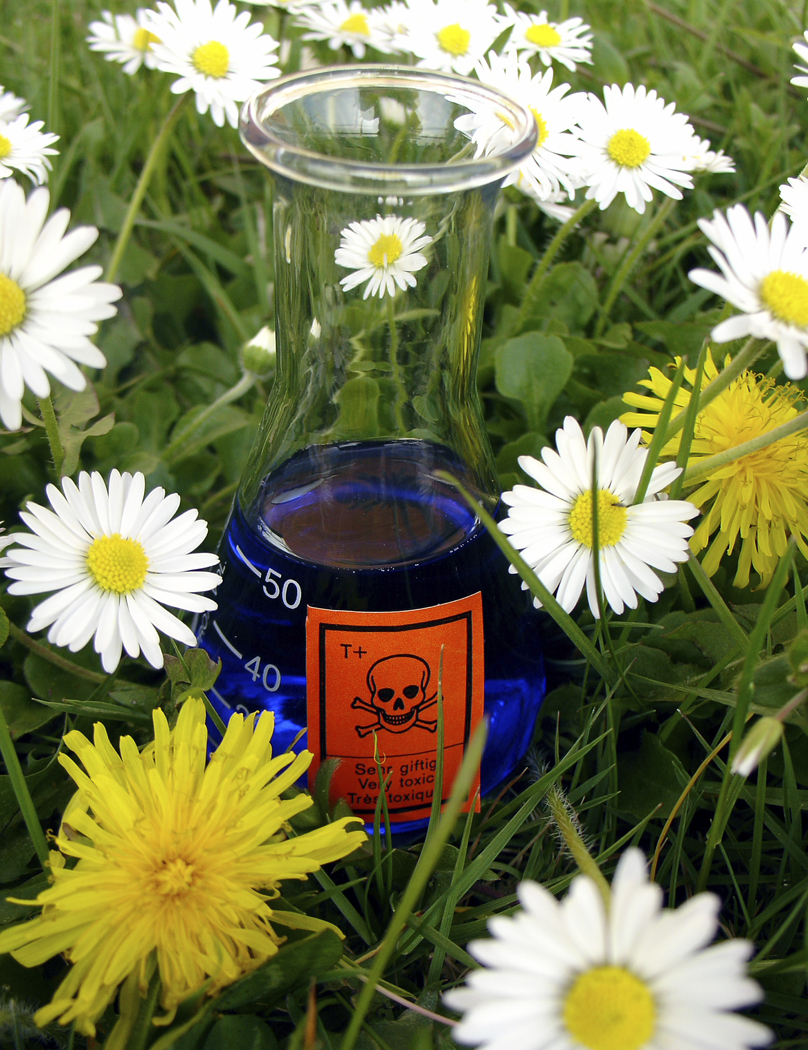 50
40
T+
Sehr giftig
Very toxic
Très toxique